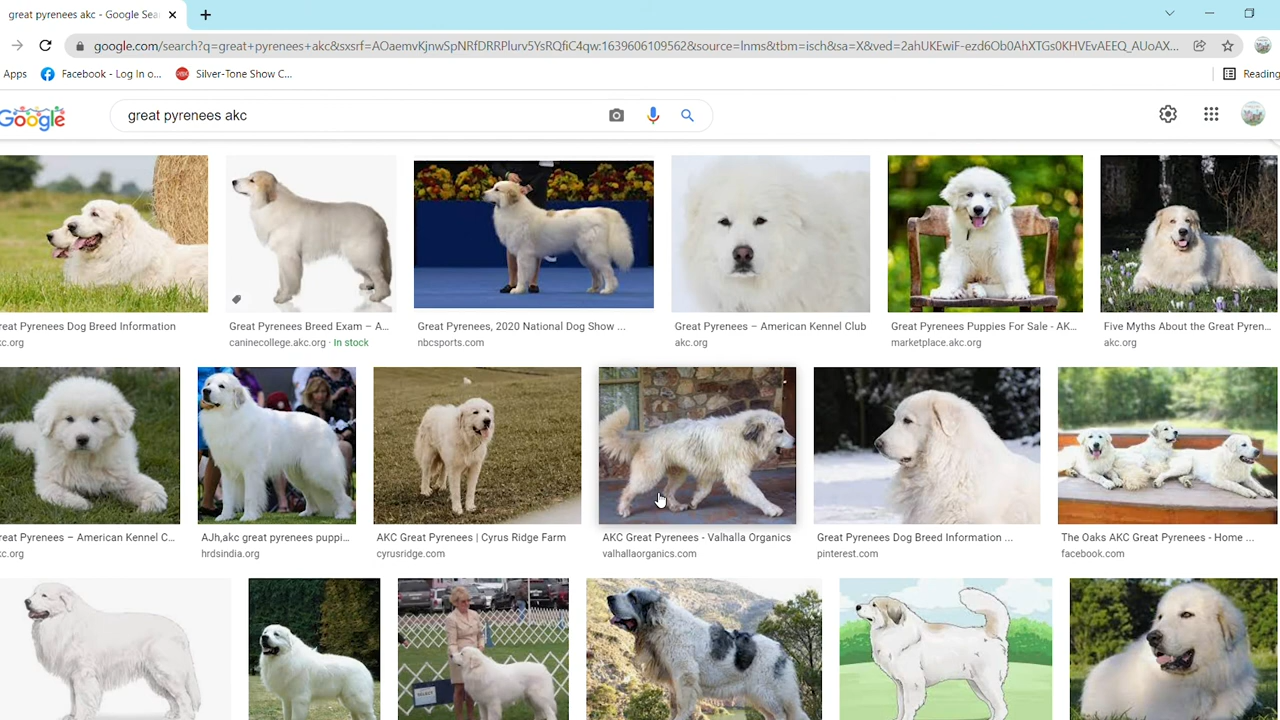 great pyrenees akc - Google Sea
google.com/search?q=great+pyrenees+akc&sxsrf=AOaemvKjnwSpNRfDRRPlurv5YsRQfiC4qw:1639606109562&source=lnms&tbm=isch&sa=X&ved=2ahUKEwiF-ezd6Ob0AhXTGs0KHVEvAEEQ_AUoAX...
Apps Facebook - Log In o... Silver-Tone Show C... Reading
Google great pyrenees akc
reat Pyrenees Dog Breed Information Great Pyrenees Breed Exam – A... Great Pyrenees, 2020 National Dog Show ... Great Pyrenees – American Kennel Club Great Pyrenees Puppies For Sale - AK... Five Myths About the Great Pyren...
kc.org caninecollege.akc.org · In stock nbcsports.com akc.org marketplace.akc.org akc.org
reat Pyrenees – American Kennel C... AJh,akc great pyrenees puppi... AKC Great Pyrenees | Cyrus Ridge Farm AKC Great Pyrenees - Valhalla Organics Great Pyrenees Dog Breed Information ... The Oaks AKC Great Pyrenees - Home ...
kc.org hrdsindia.org cyrusridge.com valhallaorganics.com pinterest.com facebook.com
SELECT